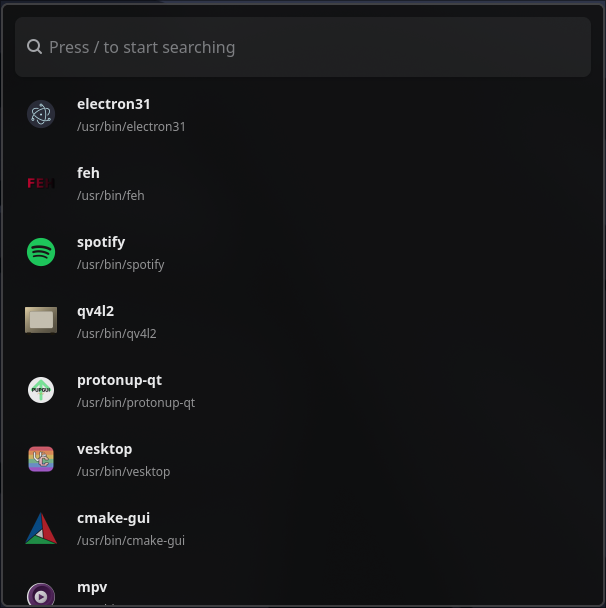 Press / to start searching
electron31
/usr/bin/electron31
FEH
feh
/usr/bin/feh
spotify
/usr/bin/spotify
qv4l2
/usr/bin/qv4l2
PUPGUI
protonup-qt
/usr/bin/protonup-qt
vesktop
/usr/bin/vesktop
cmake-gui
/usr/bin/cmake-gui
mpv